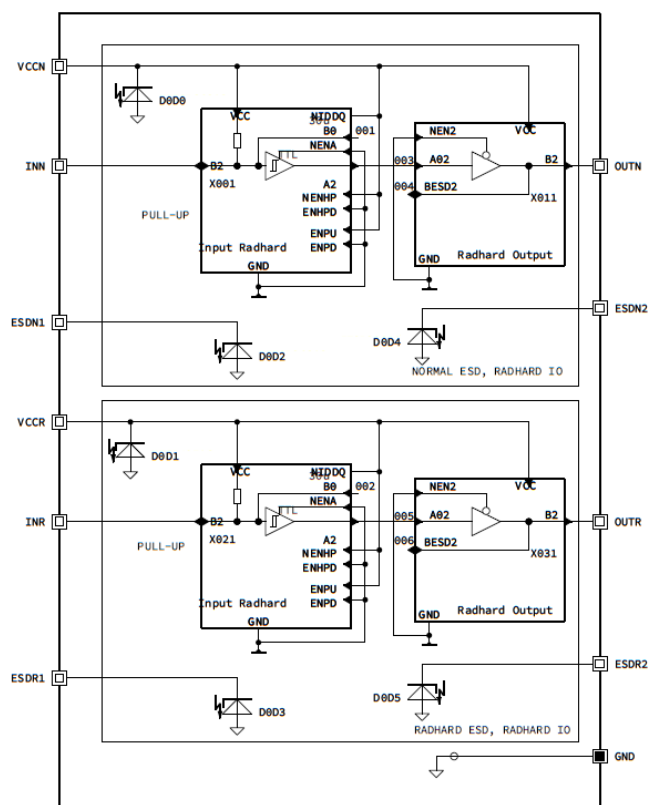 VCCN
D0D0
VCC
NIDDQ
30u
B0
001
NENA
TTL
NEN2
VCC
INN
B2
003
A02
B2
OUTN
X001
A2
004
BESD2
X011
PULL-UP
NENHP
ENHPD
ENPU
Input Radhard
ENPD
Radhard Output
GND
GND
ESDN1
ESDN2
D0D2
D0D4
NORMAL ESD, RADHARD IO
VCCR
D0D1
VCC
NIDDQ
30u
B0
002
NENA
TTL
NEN2
VCC
INR
B2
005
A02
B2
OUTR
X021
A2
006
BESD2
X031
PULL-UP
NENHP
ENHPD
ENPU
Input Radhard
ENPD
Radhard Output
GND
GND
ESDR1
ESDR2
D0D3
D0D5
RADHARD ESD, RADHARD IO
GND